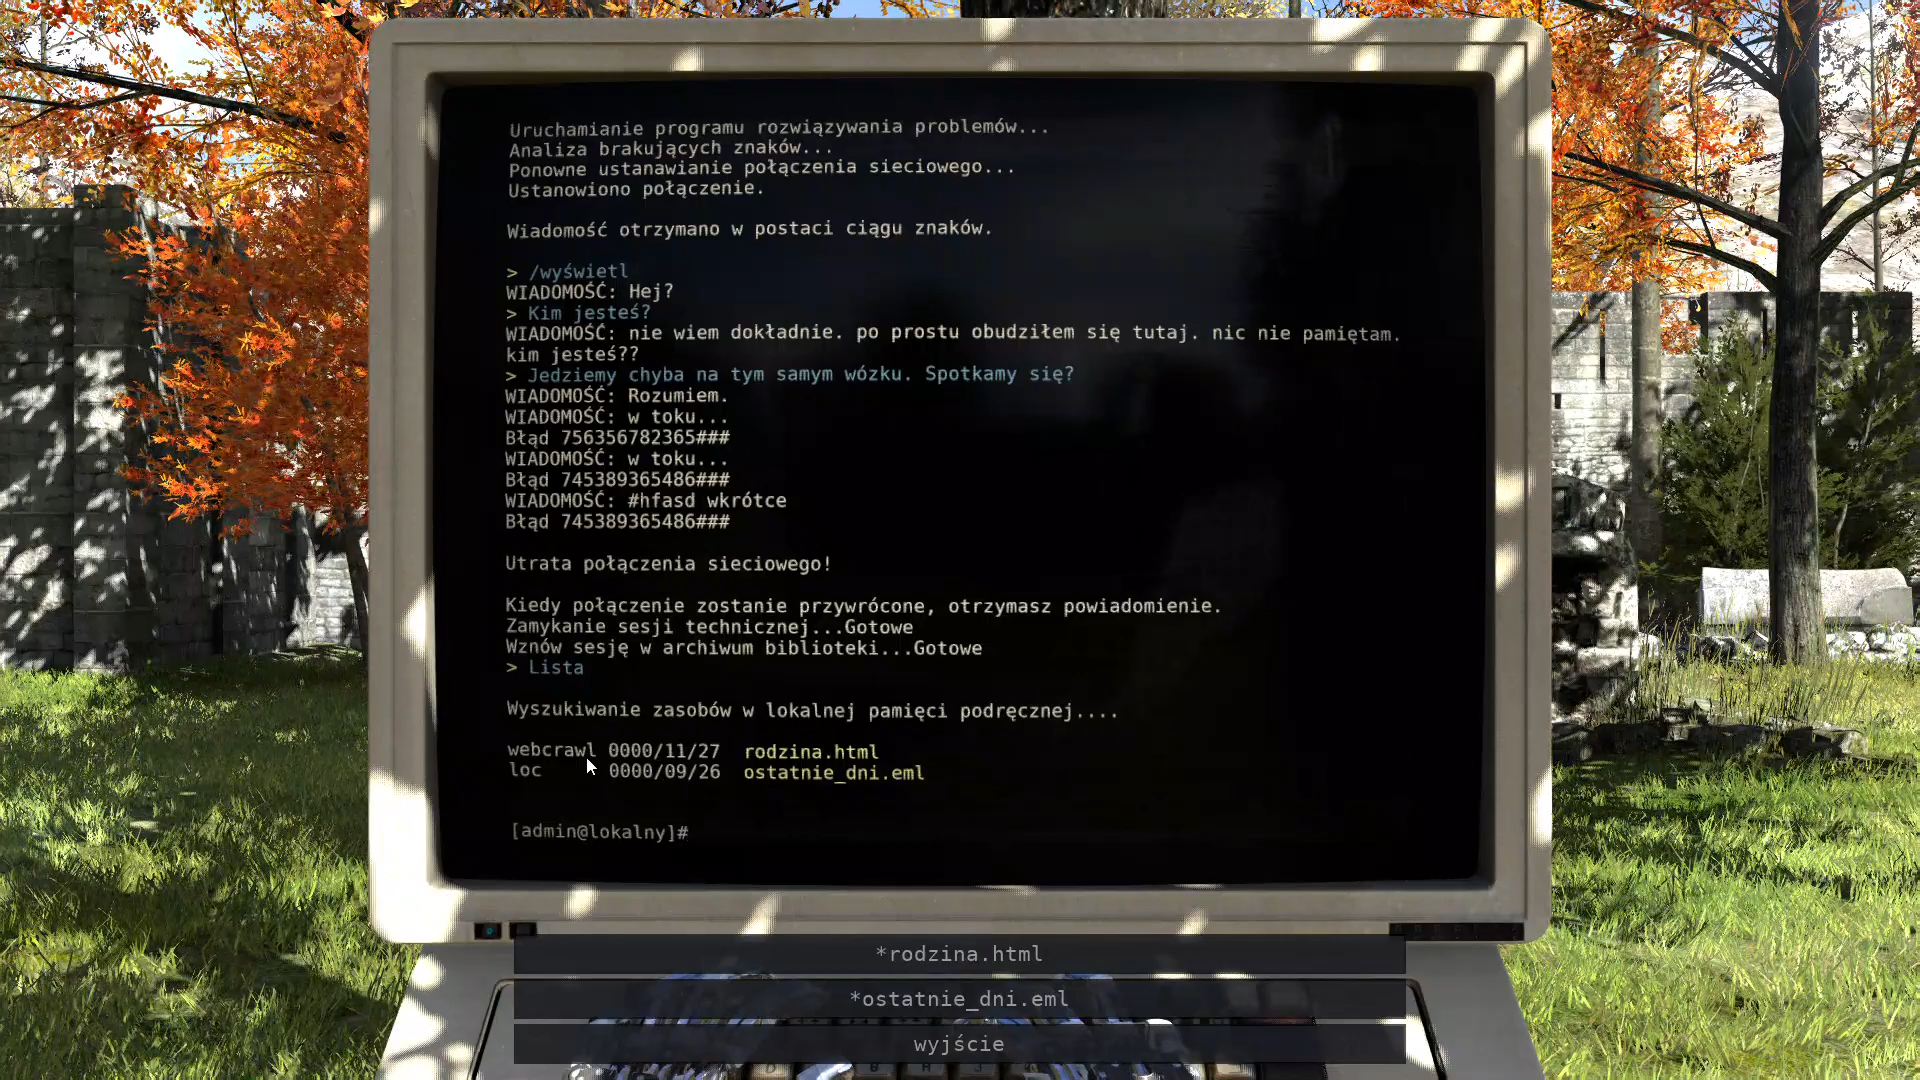 Uruchamianie programu rozwiązywania problemów...
Analiza brakujących znaków...
Ponowne ustanawianie połączenia sieciowego...
Ustanowiono połączenie.
Wiadomość otrzymano w postaci ciągu znaków.
> /wyświetl
WIADOMOŚĆ: Hej?
> Kim jesteś?
WIADOMOŚĆ: nie wiem dokładnie. po prostu obudziłem się tutaj. nic nie pamiętam.
kim jesteś??
> Jedziemy chyba na tym samym wózku. Spotkamy się?
WIADOMOŚĆ: Rozumiem.
WIADOMOŚĆ: w toku...
Błąd 756356782365###
WIADOMOŚĆ: w toku...
Błąd 745389365486###
WIADOMOŚĆ: #hfasd wkrótce
Błąd 745389365486###
Utrata połączenia sieciowego!
Kiedy połączenie zostanie przywrócone, otrzymasz powiadomienie.
Zamykanie sesji technicznej...Gotowe
Wznów sesję w archiwum biblioteki...Gotowe
> Lista
Wyszukiwanie zasobów w lokalnej pamięci podręcznej....
webcrawl 0000/11/27 rodzina.html
loc 0000/09/26 ostatnie_dni.eml
[admin@lokalny]#
*rodzina.html
*ostatnie_dni.eml
wyjście